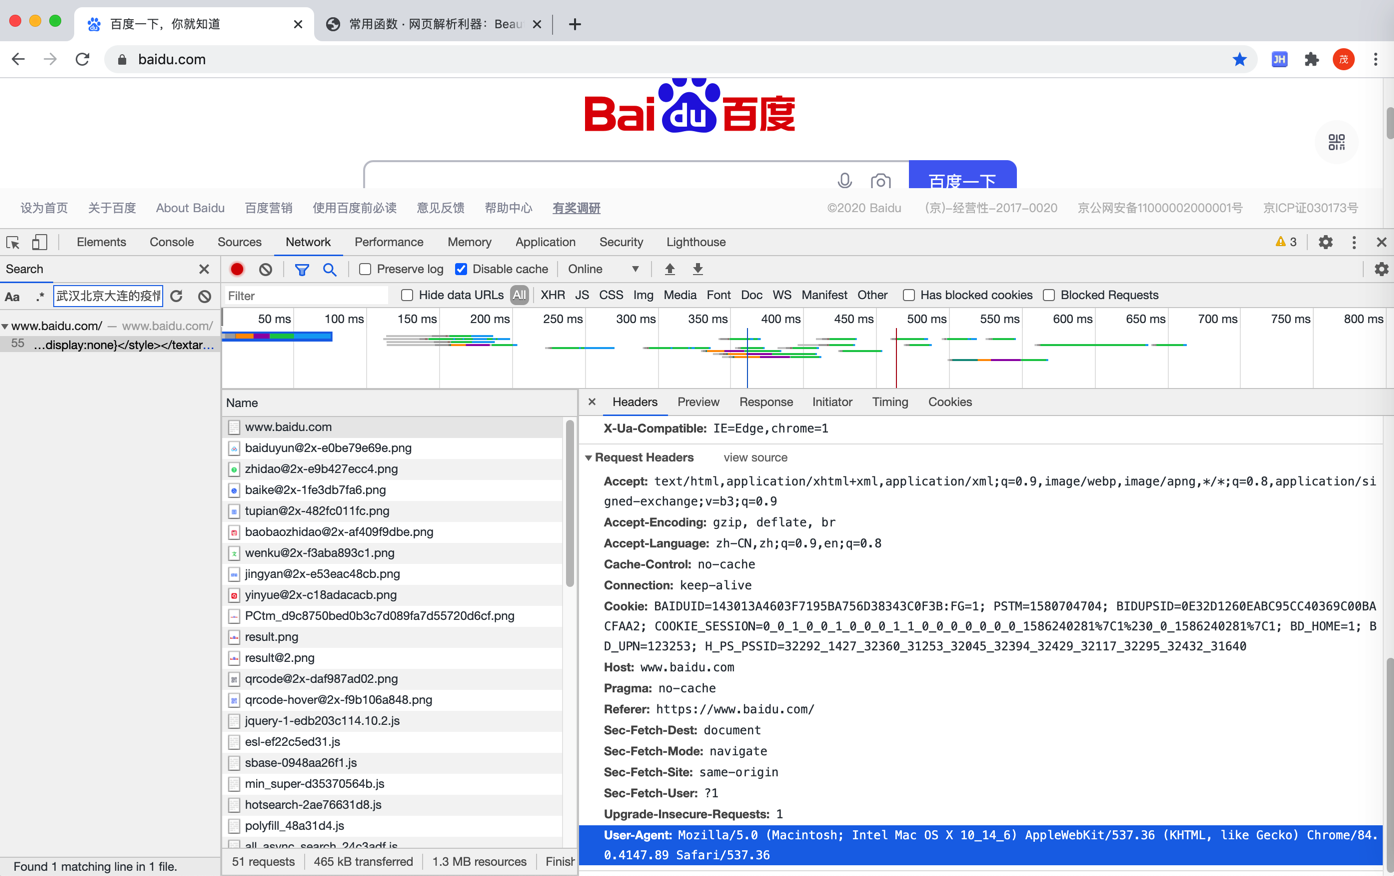 百度一下，你就知道
常用函数 · 网页解析利器：Beau
baidu.com
JH
茂
Bai du 百度
百度一下
设为首页 关于百度 About Baidu 百度营销 使用百度前必读 意见反馈 帮助中心 有奖调研 ©2020 Baidu (京)-经营性-2017-0020 京公网安备11000002000001号 京ICP证030173号
Elements Console Sources Network Performance Memory Application Security Lighthouse 3
Search
Preserve log Disable cache Online
Aa .* 武汉北京大连的疫情
Filter Hide data URLs All XHR JS CSS Img Media Font Doc WS Manifest Other Has blocked cookies Blocked Requests
50 ms 100 ms 150 ms 200 ms 250 ms 300 ms 350 ms 400 ms 450 ms 500 ms 550 ms 600 ms 650 ms 700 ms 750 ms 800 ms
www.baidu.com/ — www.baidu.com/
55 …display:none}</style></textar…
Name
www.baidu.com
baiduyun@2x-e0be79e69e.png
zhidao@2x-e9b427ecc4.png
baike@2x-1fe3db7fa6.png
tupian@2x-482fc011fc.png
baobaozhidao@2x-af409f9dbe.png
wenku@2x-f3aba893c1.png
jingyan@2x-e53eac48cb.png
yinyue@2x-c18adacacb.png
PCtm_d9c8750bed0b3c7d089fa7d55720d6cf.png
result.png
result@2.png
qrcode@2x-daf987ad02.png
qrcode-hover@2x-f9b106a848.png
jquery-1-edb203c114.10.2.js
esl-ef22c5ed31.js
sbase-0948aa26f1.js
min_super-d35370564b.js
hotsearch-2ae76631d8.js
polyfill_48a31d4.js
all_async_search_24c3adf.js
51 requests 465 kB transferred 1.3 MB resources Finish
Found 1 matching line in 1 file.
Headers Preview Response Initiator Timing Cookies
X-Ua-Compatible: IE=Edge,chrome=1
Request Headers view source
Accept: text/html,application/xhtml+xml,application/xml;q=0.9,image/webp,image/apng,*/*;q=0.8,application/si
gned-exchange;v=b3;q=0.9
Accept-Encoding: gzip, deflate, br
Accept-Language: zh-CN,zh;q=0.9,en;q=0.8
Cache-Control: no-cache
Connection: keep-alive
Cookie: BAIDUID=143013A4603F7195BA756D38343C0F3B:FG=1; PSTM=1580704704; BIDUPSID=0E32D1260EABC95CC40369C00BA
CFAA2; COOKIE_SESSION=0_0_1_0_0_1_0_0_0_1_1_0_0_0_0_0_0_0_1586240281%7C1%230_0_1586240281%7C1; BD_HOME=1; B
D_UPN=123253; H_PS_PSSID=32292_1427_32360_31253_32045_32394_32429_32117_32295_32432_31640
Host: www.baidu.com
Pragma: no-cache
Referer: https://www.baidu.com/
Sec-Fetch-Dest: document
Sec-Fetch-Mode: navigate
Sec-Fetch-Site: same-origin
Sec-Fetch-User: ?1
Upgrade-Insecure-Requests: 1
User-Agent: Mozilla/5.0 (Macintosh; Intel Mac OS X 10_14_6) AppleWebKit/537.36 (KHTML, like Gecko) Chrome/84.
0.4147.89 Safari/537.36